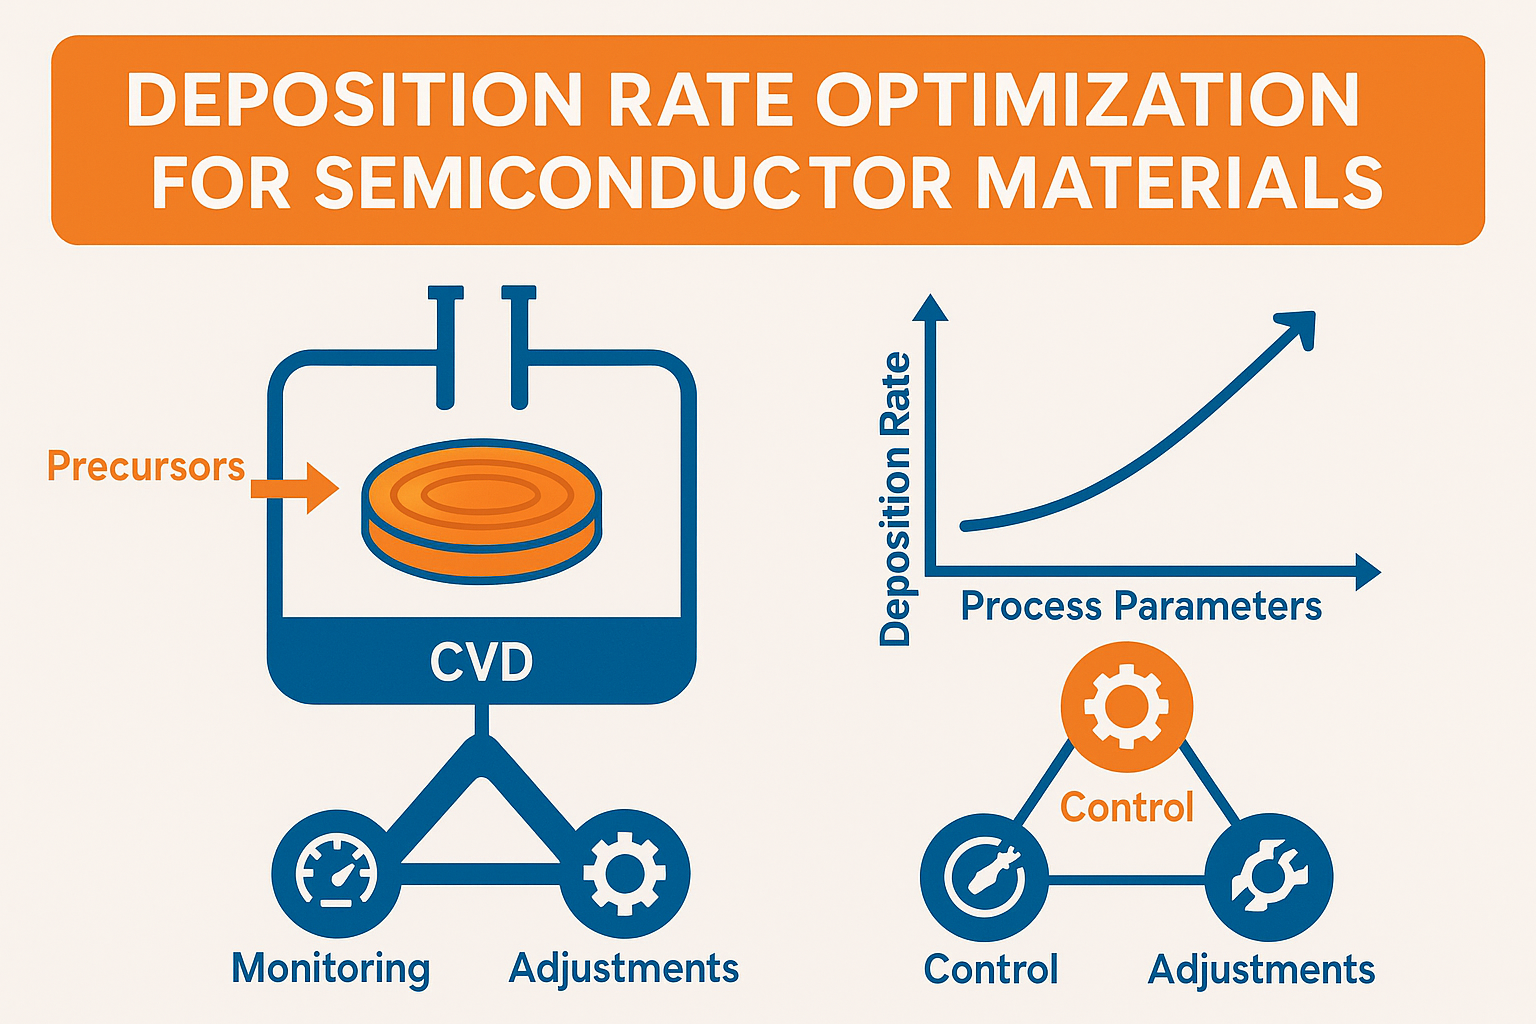 DEPOSITION RATE OPTIMIZATION
FOR SEMICONDUCTOR MATERIALS
Precursors
CVD
Monitoring
Adjustments
Deposition Rate
Process Parameters
Control
Control
Adjustments